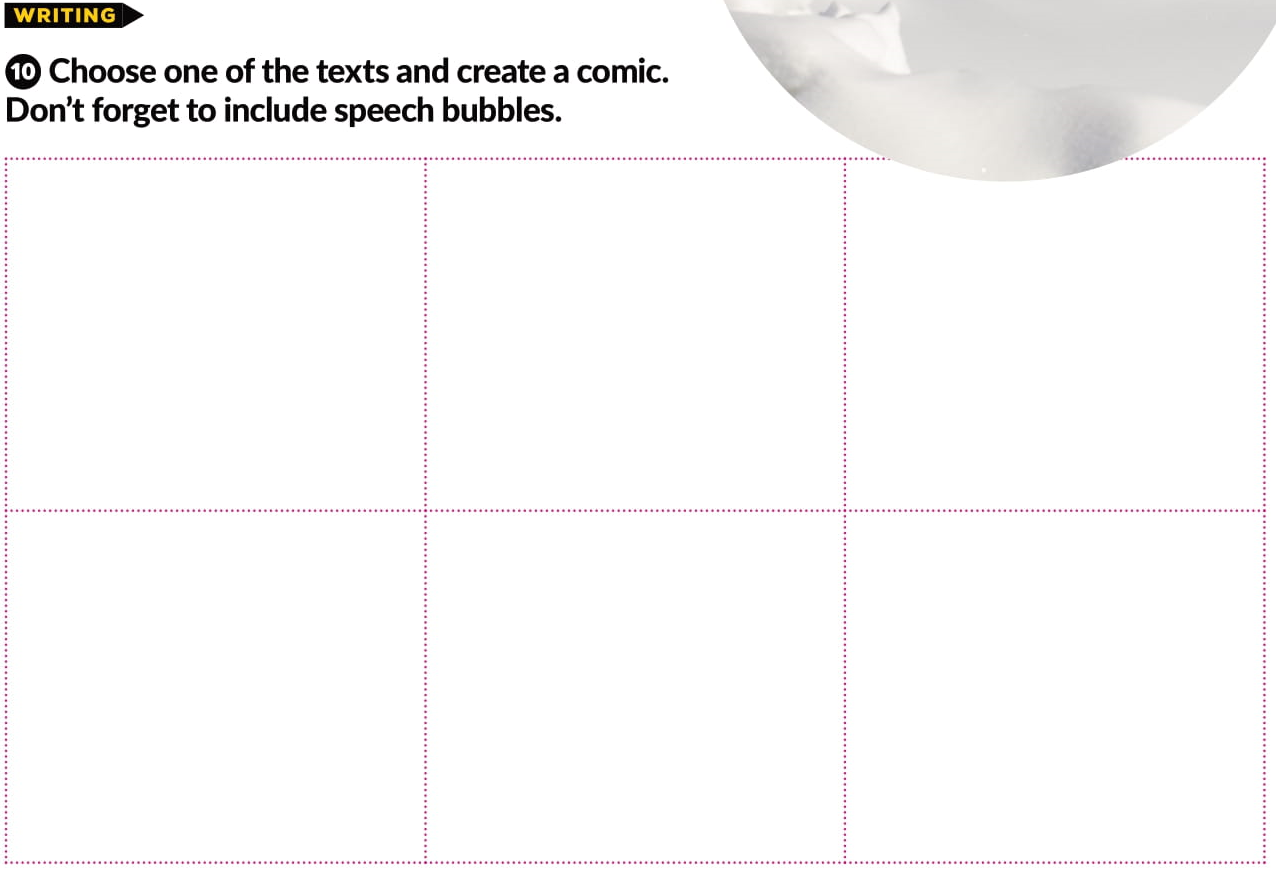 WRITING
10 Choose one of the texts and create a comic.
Don't forget to include speech bubbles.